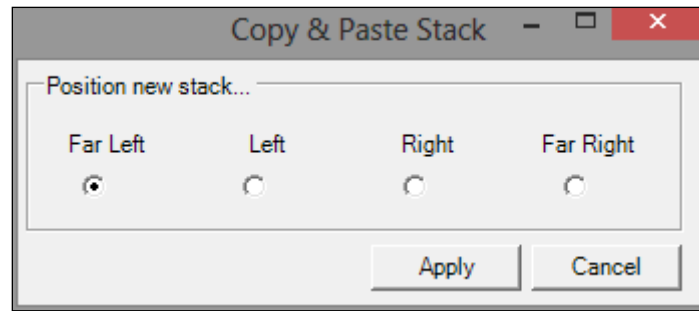 Copy & Paste Stack
Position new stack...
Far Left Left Right Far Right
Apply Cancel